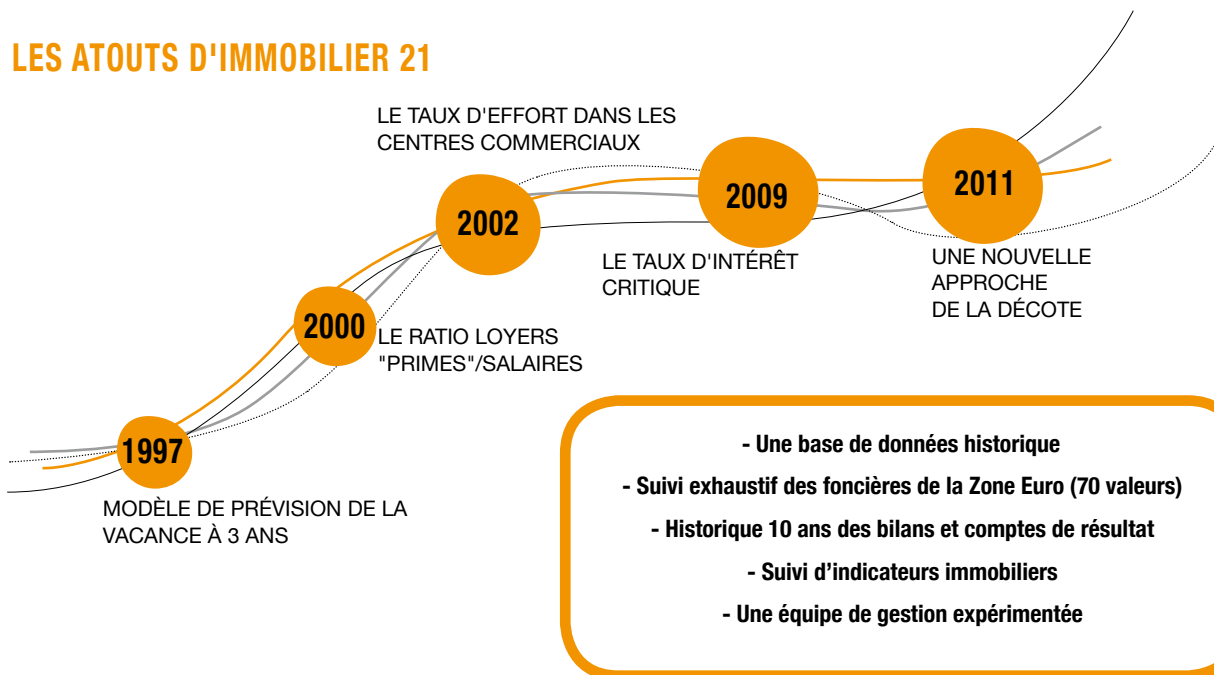 LES ATOUTS D'IMMOBILIER 21
LE TAUX D'EFFORT DANS LES
CENTRES COMMERCIAUX
2002
2009
2011
LE TAUX D'INTÉRÊT
CRITIQUE
UNE NOUVELLE
APPROCHE
DE LA DÉCOTE
2000
LE RATIO LOYERS
"PRIMES"/SALAIRES
1997
MODÈLE DE PRÉVISION DE LA
VACANCE À 3 ANS
- Une base de données historique
- Suivi exhaustif des foncières de la Zone Euro (70 valeurs)
- Historique 10 ans des bilans et comptes de résultat
- Suivi d’indicateurs immobiliers
- Une équipe de gestion expérimentée